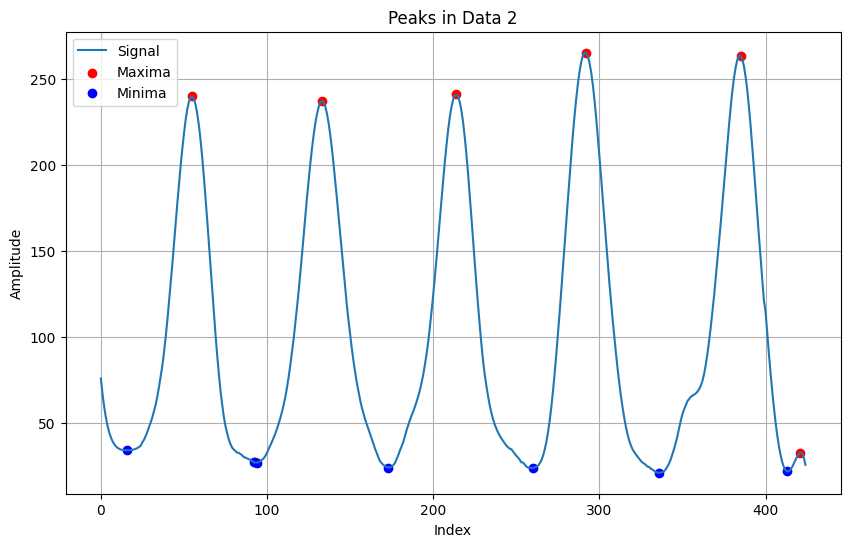 Peaks in Data 2
Signal
Maxima
Minima
250
200
150
100
50
Amplitude
0 100 200 300 400
Index